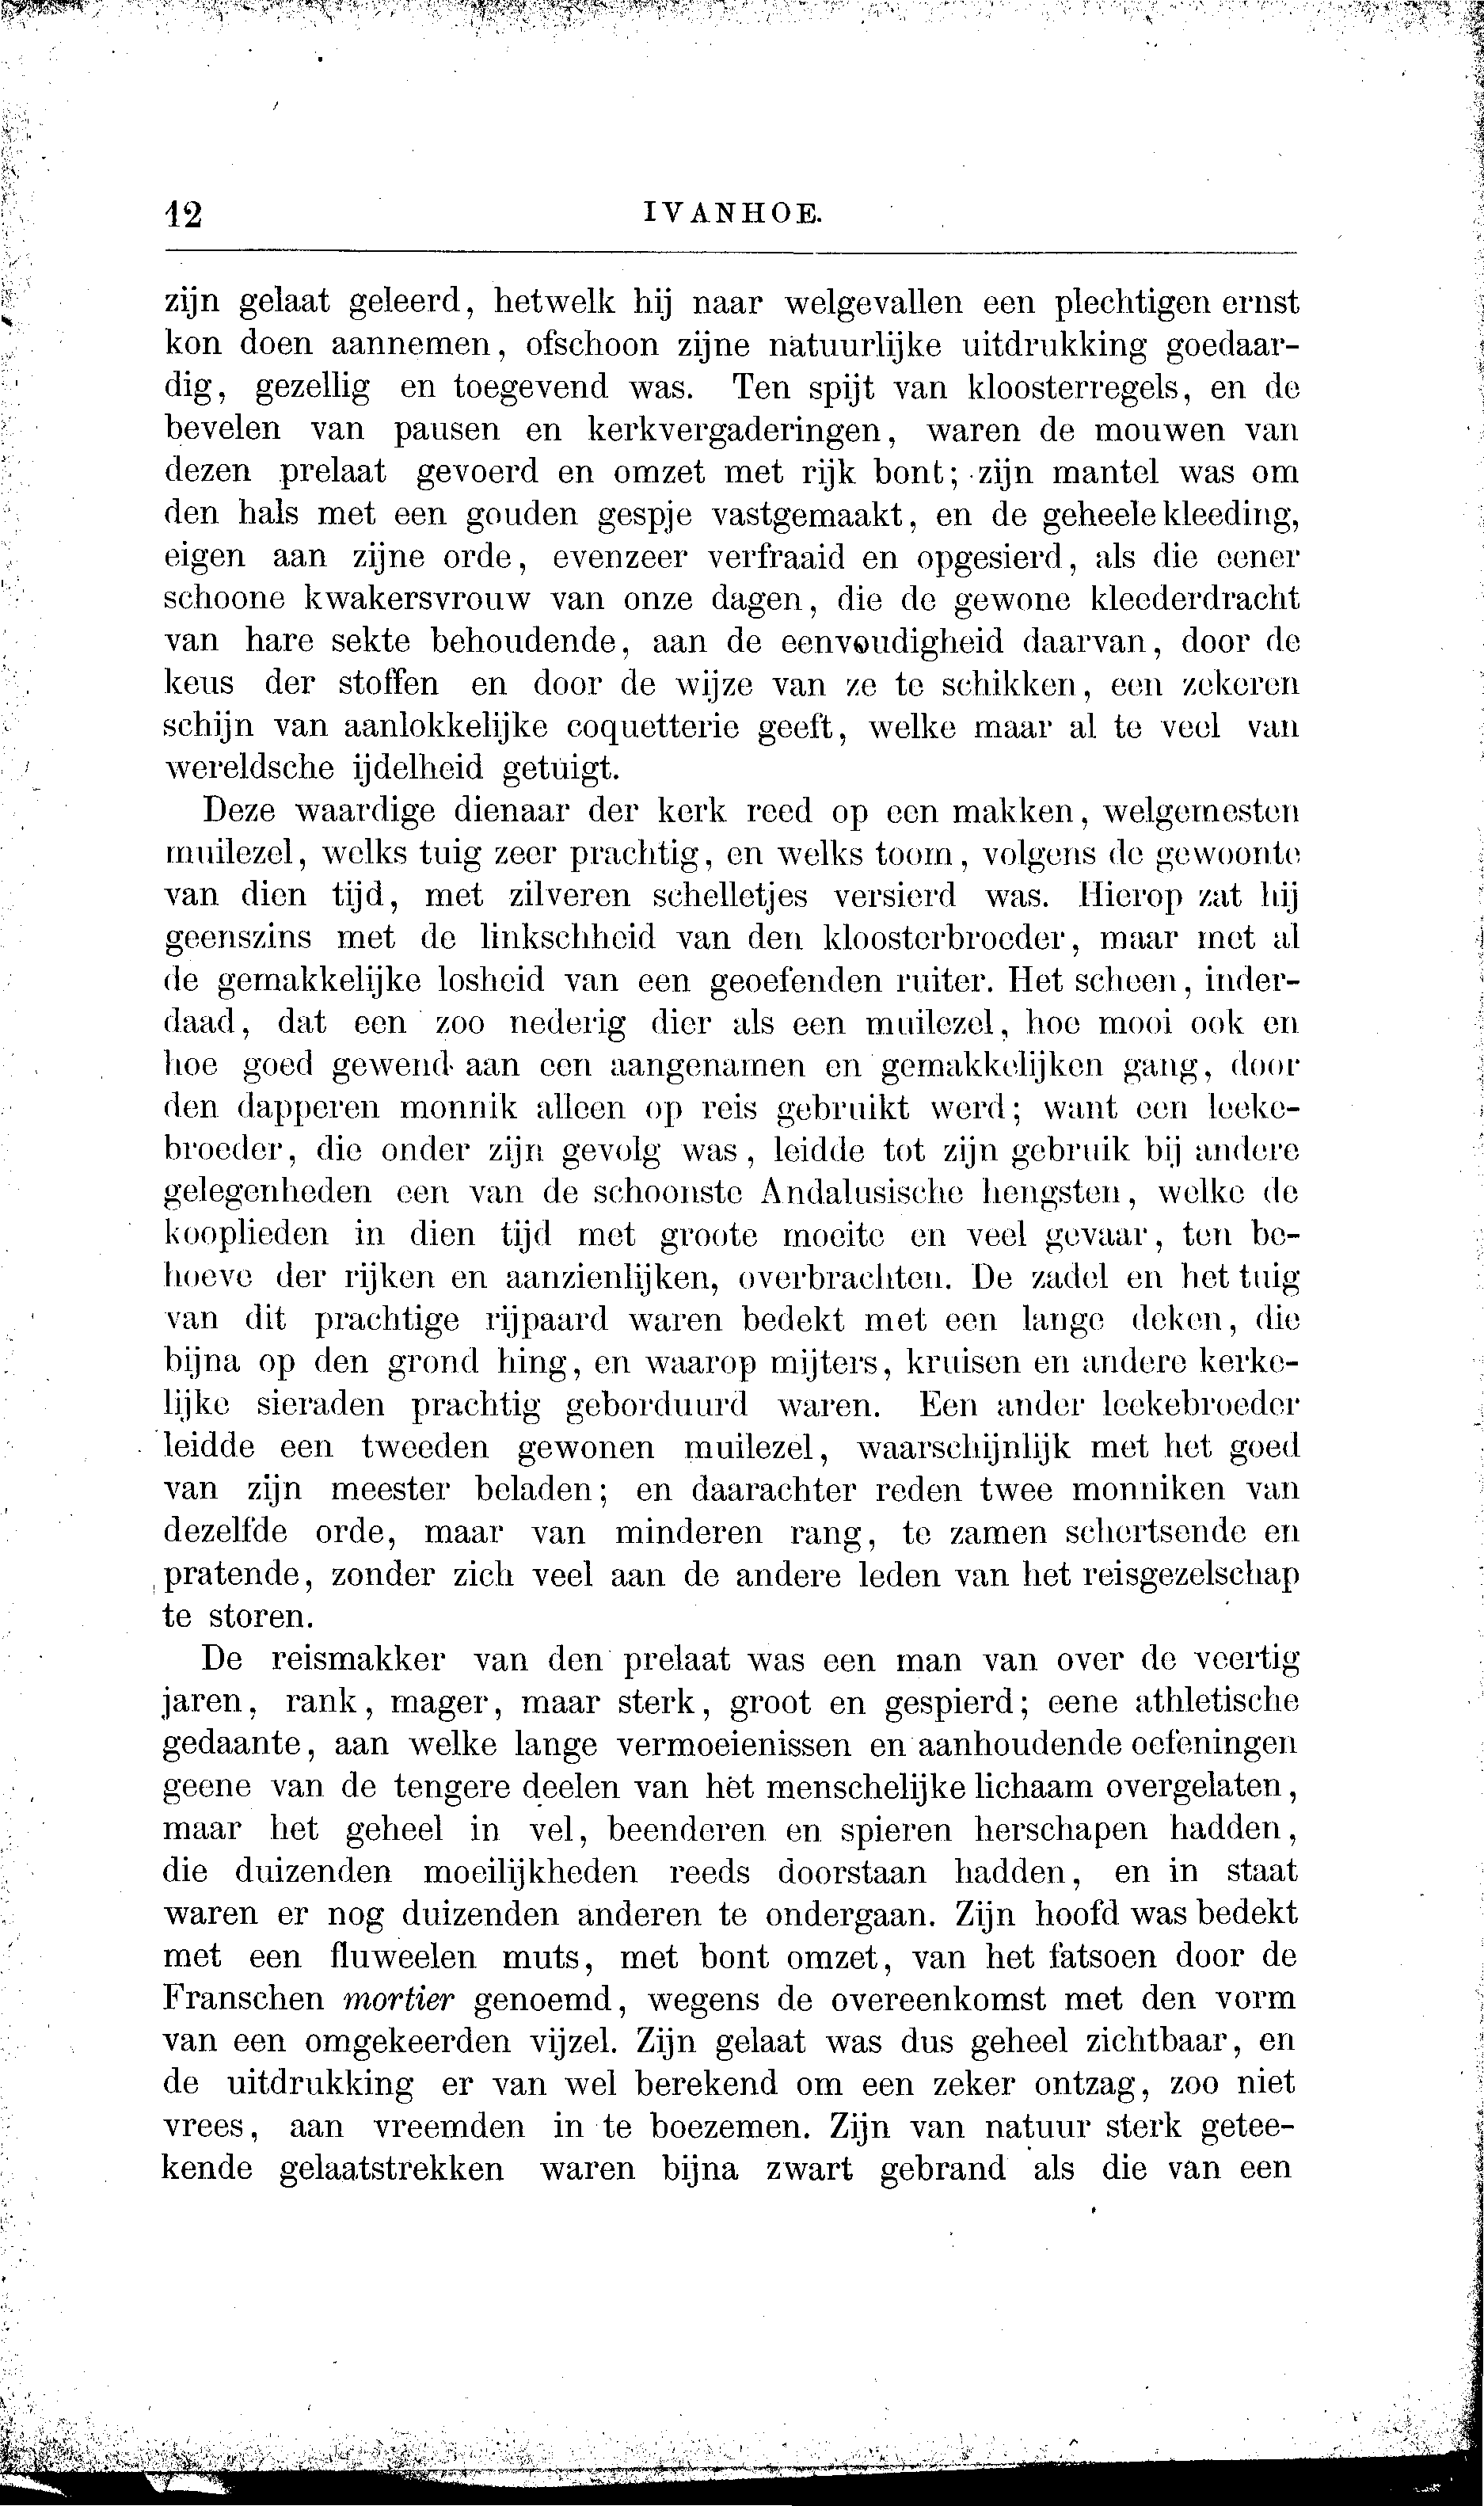 12 IVANHOE.
zijn gelaat geleerd, hetwelk hij naar welgevallen een plechtigen ernst
kon doen aannemen, ofschoon zijne natuurlijke uitdrukking goedaar-
dig, gezellig en toegevend was. Ten spijt van kloosterregels, en de
bevelen van pausen en kerkvergaderingen, waren de mouwen van
dezen prelaat gevoerd en omzet met rijk bont; zijn mantel was om
den hals met een gouden gespje vastgemaakt, en de geheele kleeding,
eigen aan zijne orde, evenzeer verfraaid en opgesierd, als die eener
schoone kwakersvrouw van onze dagen, die de gewone kleederdracht
van hare sekte behoudende, aan de eenvoudigheid daarvan, door de
keus der stoffen en door de wijze van ze te schikken, een zekeren
schijn van aanlokkelijke coquetterie geeft, welke maar al te veel van
wereldsche ijdelheid getuigt.
Deze waardige dienaar der kerk reed op een makken, welgemesten
muilezel, welks tuig zeer prachtig, en welks toom, volgens de gewoonte
van dien tijd, met zilveren schelletjes versierd was. Hierop zat hij
geenszins met de linkschheid van den kloosterbroeder, maar met al
de gemakkelijke losheid van een geoefenden ruiter. Het scheen, inder-
daad, dat een zoo nederig dier als een muilezel, hoe mooi ook en
hoe goed gewend aan een aangenamen en gemakkelijken gang, door
den dapperen monnik alleen op reis gebruikt werd; want een leeke-
broeder, die onder zijn gevolg was, leidde tot zijn gebruik bij andere
gelegenheden een van de schoonste Andalusische hengsten, welke de
kooplieden in dien tijd met groote moeite en veel gevaar, ten be-
hoeve der rijken en aanzienlijken, overbrachten. De zadel en het tuig
van dit prachtige rijpaard waren bedekt met een lange deken, die
bijna op den grond hing, en waarop mijters, kruisen en andere kerke-
lijke sieraden prachtig geborduurd waren. Een ander leekebroeder
leidde een tweeden gewonen muilezel, waarschijnlijk met het goed
van zijn meester beladen; en daarachter reden twee monniken van
dezelfde orde, maar van minderen rang, te zamen schertsende en
pratende, zonder zich veel aan de andere leden van het reisgezelschap
te storen.
De reismakker van den prelaat was een man van over de veertig
jaren, rank, mager, maar sterk, groot en gespierd; eene athletische
gedaante, aan welke lange vermoeienissen en aanhoudende oefeningen
geene van de tengere deelen van het menschelijke lichaam overgelaten,
maar het geheel in vel, beenderen en spieren herschapen hadden,
die duizenden moeilijkheden reeds doorstaan hadden, en in staat
waren er nog duizenden anderen te ondergaan. Zijn hoofd was bedekt
met een fluweelen muts, met bont omzet, van het fatsoen door de
Franschen mortier genoemd, wegens de overeenkomst met den vorm
van een omgekeerden vijzel. Zijn gelaat was dus geheel zichtbaar, en
de uitdrukking er van wel berekend om een zeker ontzag, zoo niet
vrees, aan vreemden in te boezemen. Zijn van natuur sterk getee-
kende gelaatstrekken waren bijna zwart gebrand als die van een